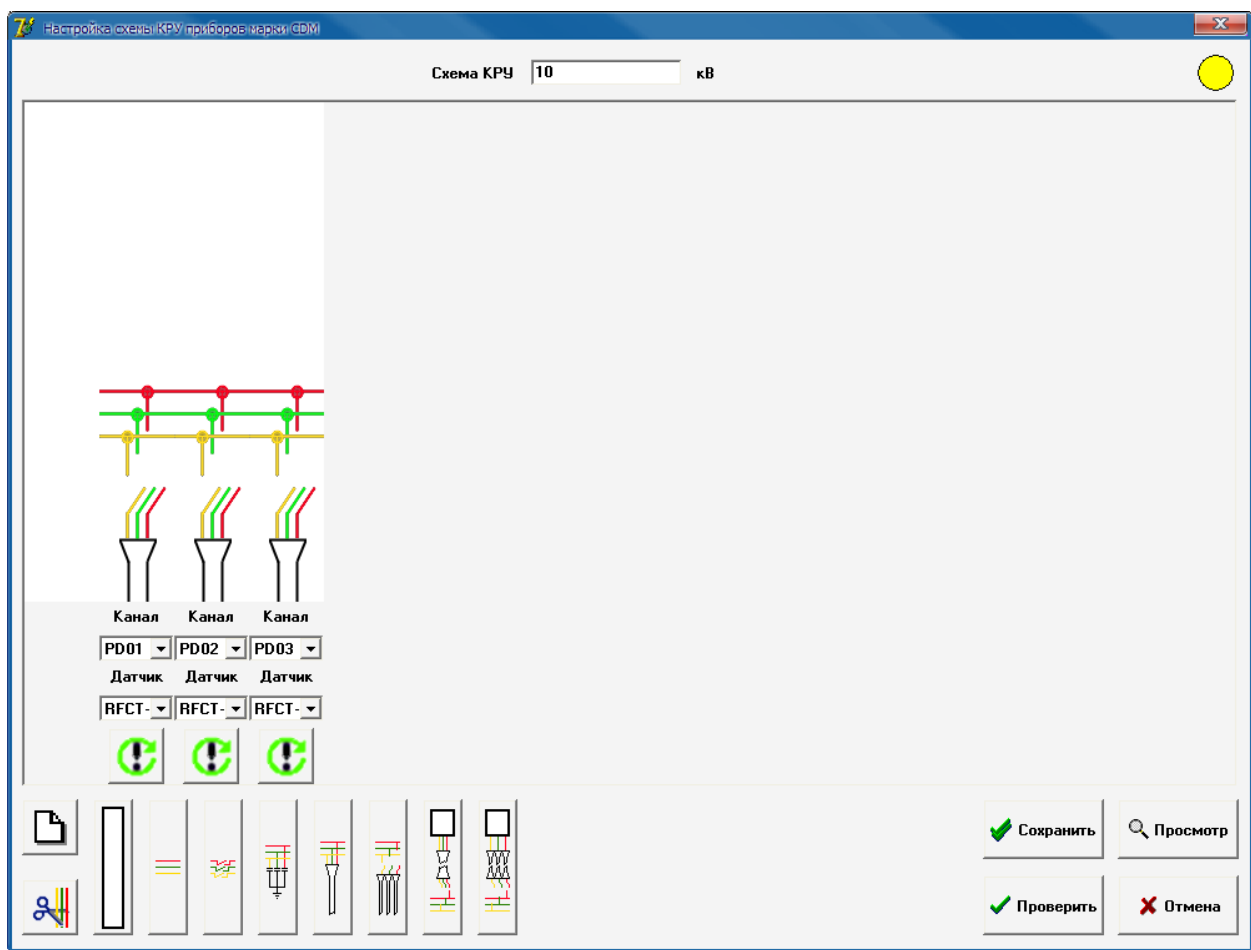 Настройка схемы КРУ приборов марки CDM
Схема КРУ 10 кВ
Канал Канал Канал
PD01 PD02 PD03
Датчик Датчик Датчик
RFCT- RFCT- RFCT-
Сохранить Просмотр
Проверить Отмена